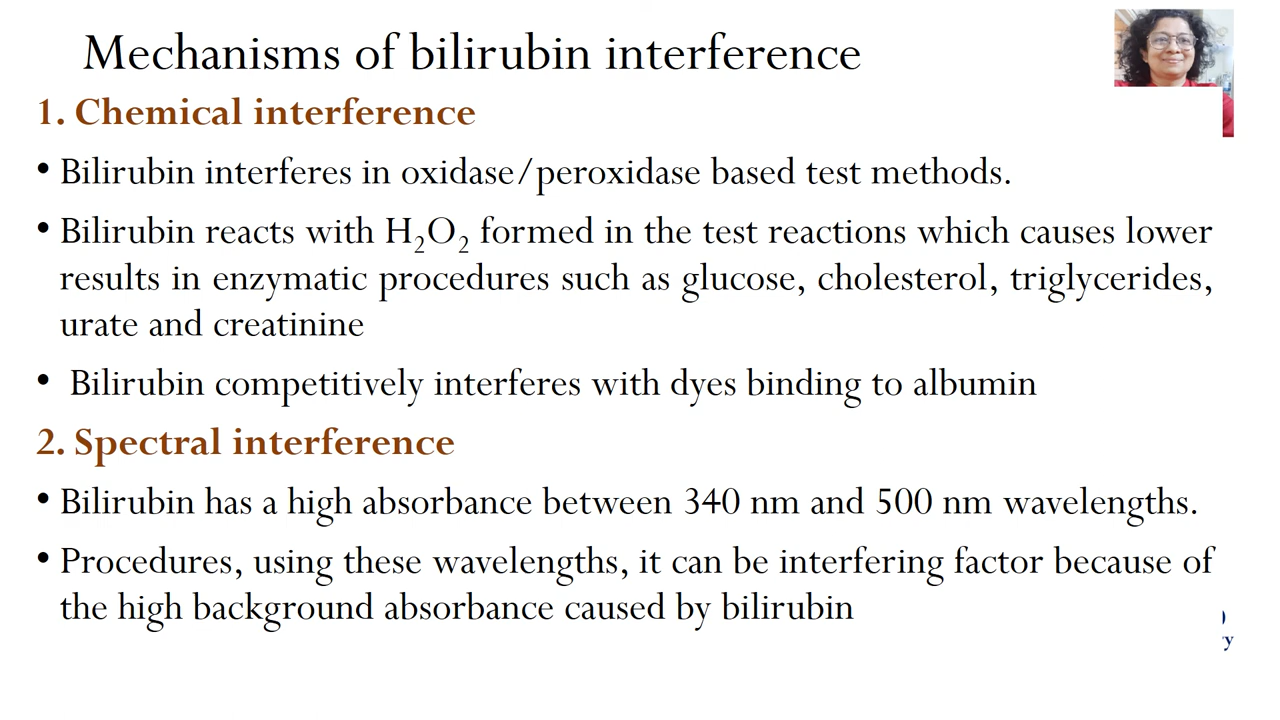 Mechanisms of bilirubin interference
1. Chemical interference
• Bilirubin interferes in oxidase/peroxidase based test methods.
• Bilirubin reacts with H₂O₂ formed in the test reactions which causes lower
results in enzymatic procedures such as glucose, cholesterol, triglycerides,
urate and creatinine
• Bilirubin competitively interferes with dyes binding to albumin
2. Spectral interference
• Bilirubin has a high absorbance between 340 nm and 500 nm wavelengths.
• Procedures, using these wavelengths, it can be interfering factor because of
the high background absorbance caused by bilirubin